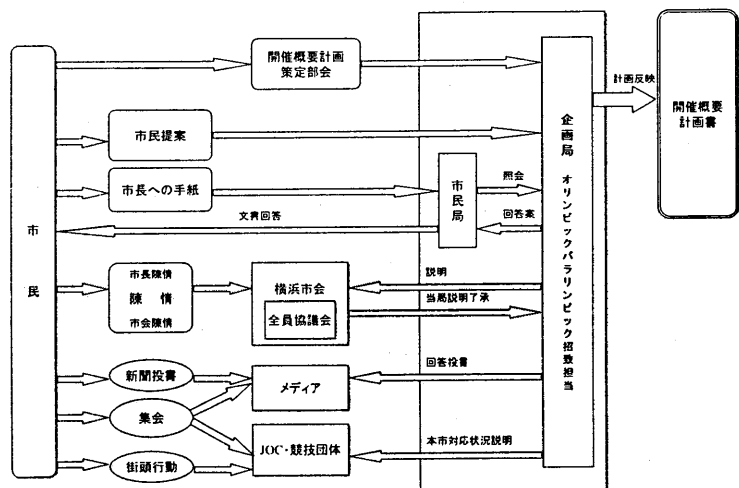 開催概要計画
策定部会
計画反映
開催概要
計画書
市民提案
市長への手紙
市民局
照会
文書回答
回答案
市民
企画局 オリンピックパラリンピック招致担当
市長陳情
陳情
市会陳情
横浜市会
全員協議会
説明
当局説明了承
新聞投書
メディア
回答投書
集会
JOC・競技団体
本市対応状況説明
街頭行動